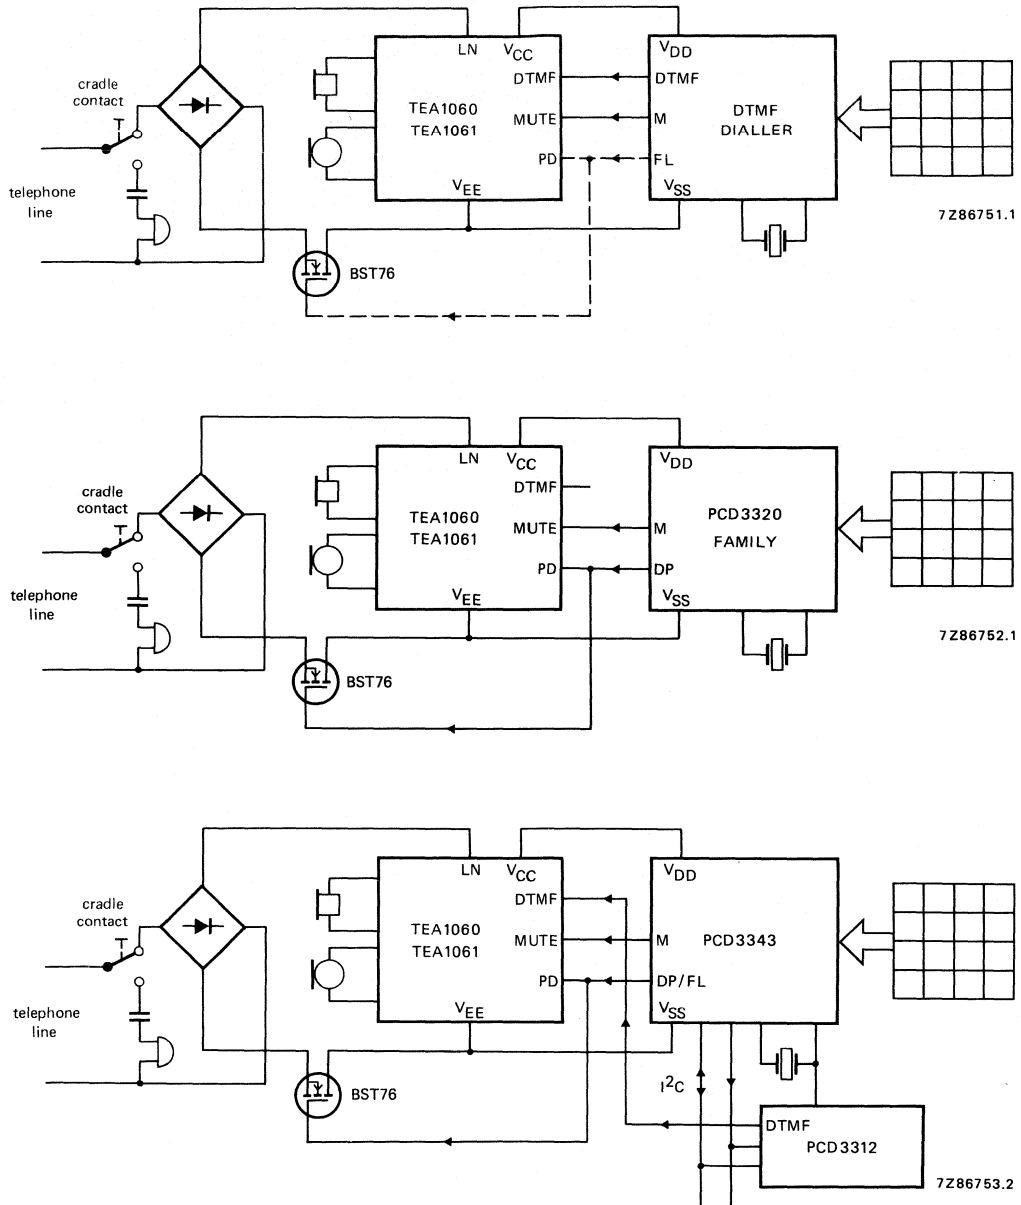 LN
VCC
VDD
cradle
contact
DTMF
DTMF
TEA1060
TEA1061
DTMF
DIALLER
MUTE
M
PD
FL
telephone
line
VEE
VSS
7Z86751.1
BST76
LN
VCC
VDD
cradle
contact
DTMF
TEA1060
TEA1061
PCD3320
FAMILY
MUTE
M
PD
DP
telephone
line
VEE
VSS
7Z86752.1
BST76
LN
VCC
VDD
cradle
contact
DTMF
TEA1060
TEA1061
MUTE
M
PCD3343
PD
DP/FL
telephone
line
VEE
VSS
I2C
BST76
DTMF
PCD3312
7Z86753.2